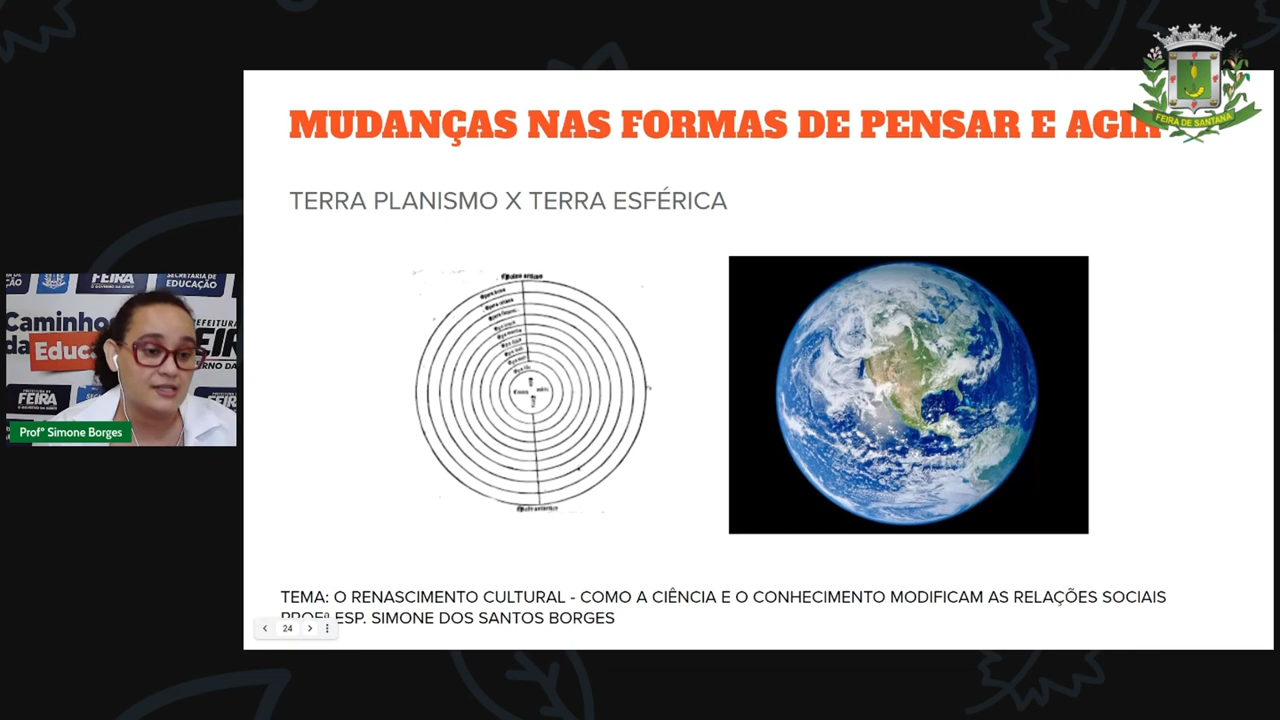 MUDANÇAS NAS FORMAS DE PENSAR E AGIR
FEIRA DE SANTANA
TERRA PLANISMO X TERRA ESFÉRICA
FEIRA
SECRETARIA DE
EDUCAÇÃO
Caminho
da
Educ
FEIRA
Profª Simone Borges
TEMA: O RENASCIMENTO CULTURAL - COMO A CIÊNCIA E O CONHECIMENTO MODIFICAM AS RELAÇÕES SOCIAIS
PROFª ESP. SIMONE DOS SANTOS BORGES
24